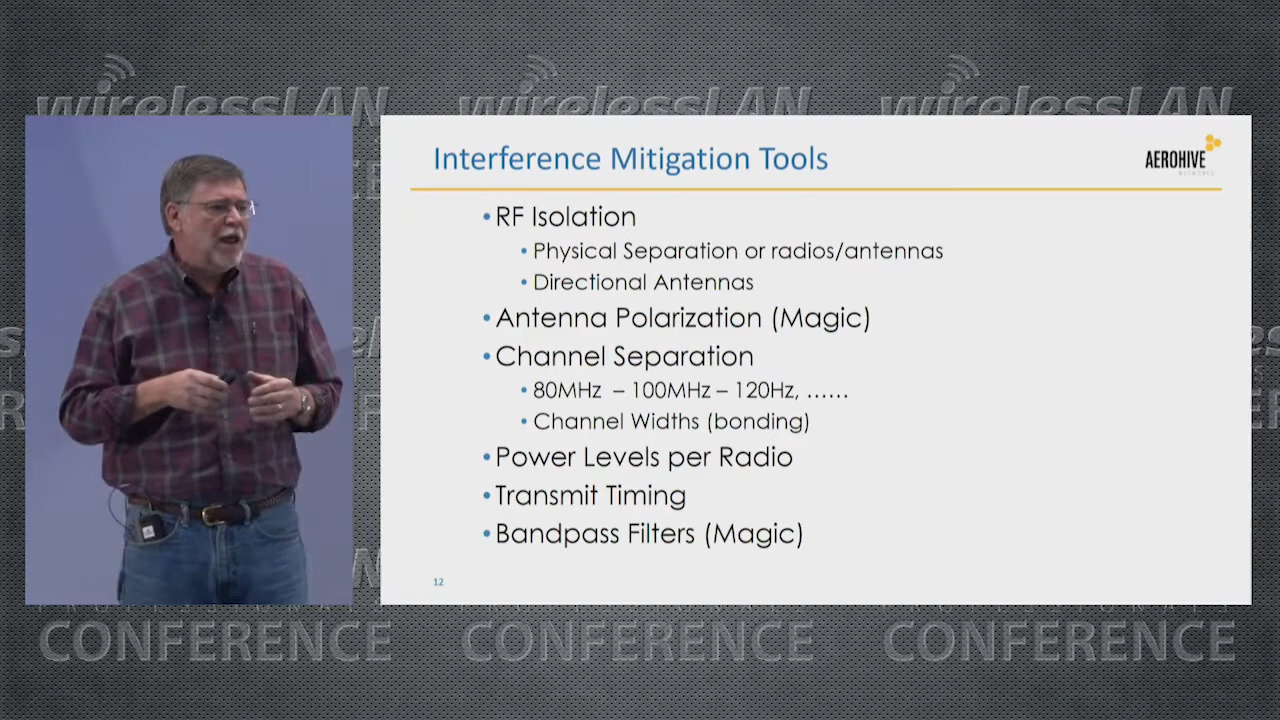 wirelessLAN wirelessLAN wirelessLAN
Interference Mitigation Tools
AEROHIVE
• RF Isolation
• Physical Separation or radios/antennas
• Directional Antennas
• Antenna Polarization (Magic)
• Channel Separation
• 80MHz – 100MHz – 120Hz, ......
• Channel Widths (bonding)
• Power Levels per Radio
• Transmit Timing
• Bandpass Filters (Magic)
12
CONFERENCE CONFERENCE CONFERENCE